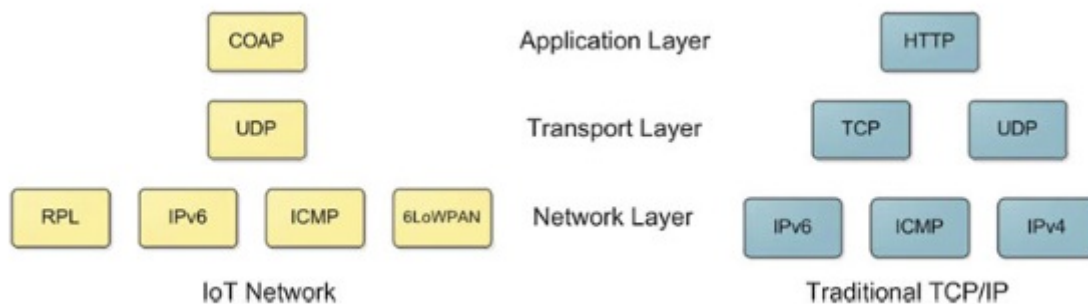 COAP Application Layer HTTP
UDP Transport Layer TCP UDP
RPL IPv6 ICMP 6LoWPAN Network Layer IPv6 ICMP IPv4
IoT Network Traditional TCP/IP